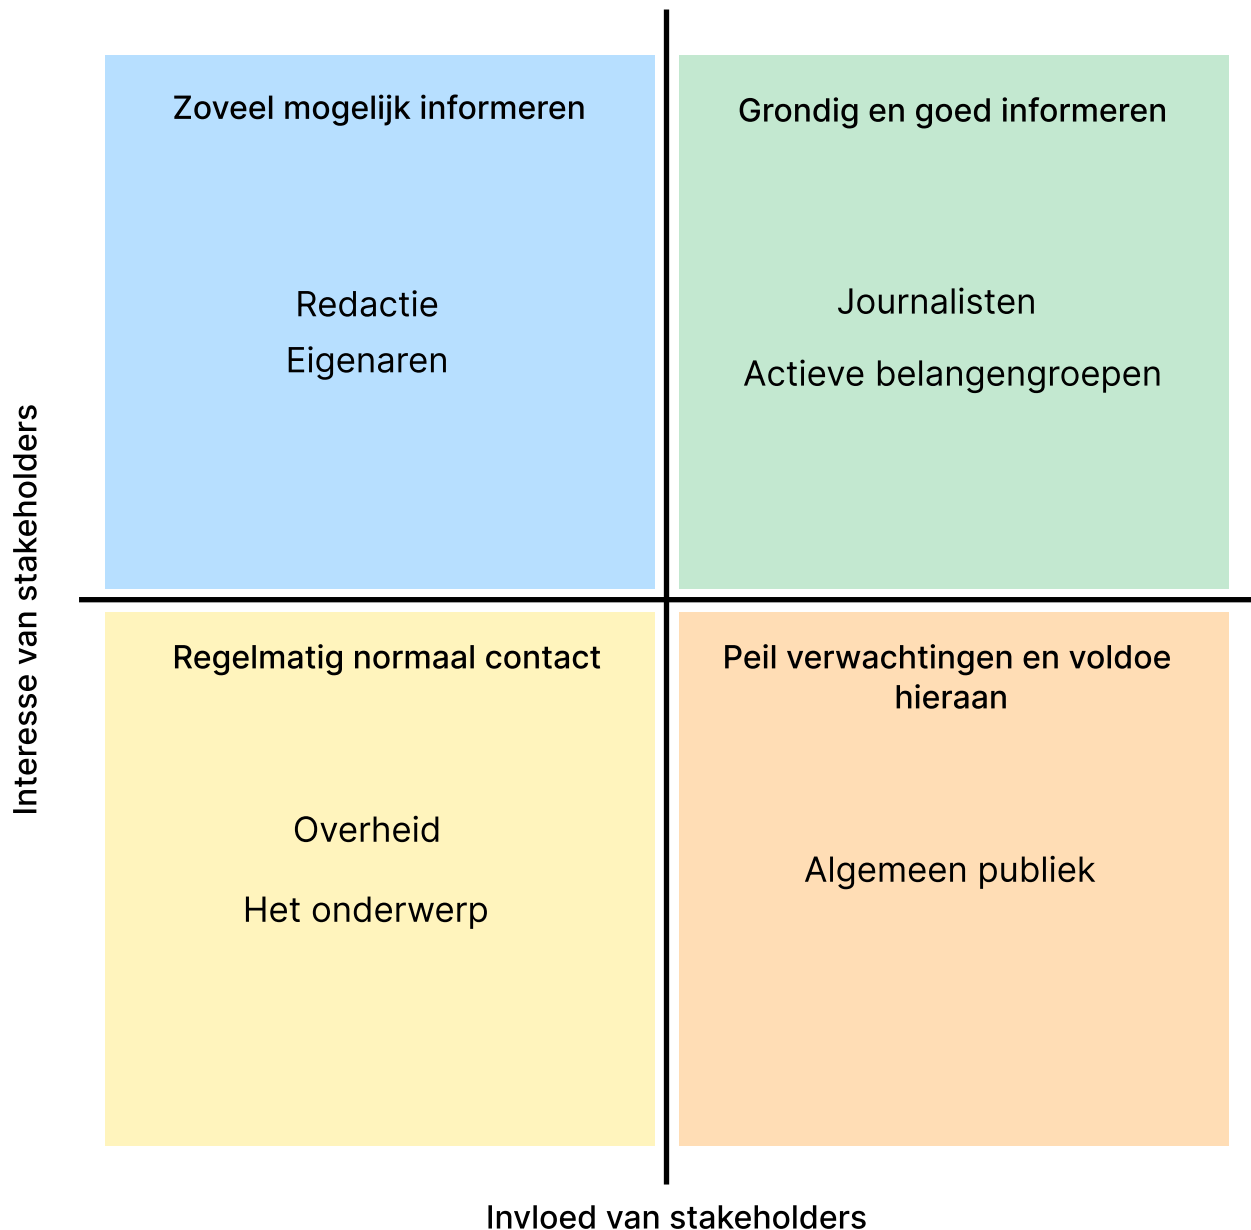 Zoveel mogelijk informeren
Grondig en goed informeren
Redactie
Eigenaren
Journalisten
Actieve belangengroepen
Interesse van stakeholders
Regelmatig normaal contact
Peil verwachtingen en voldoe
hieraan
Overheid
Het onderwerp
Algemeen publiek
Invloed van stakeholders